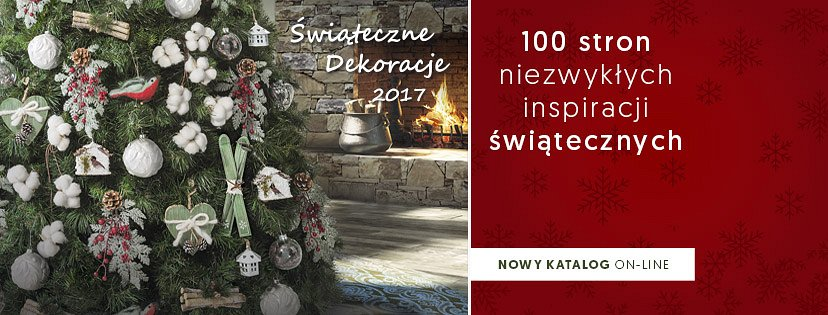 Świąteczne
Dekoracje
2017
100 stron
niezwykłych
inspiracji
świątecznych
NOWY KATALOG ON-LINE